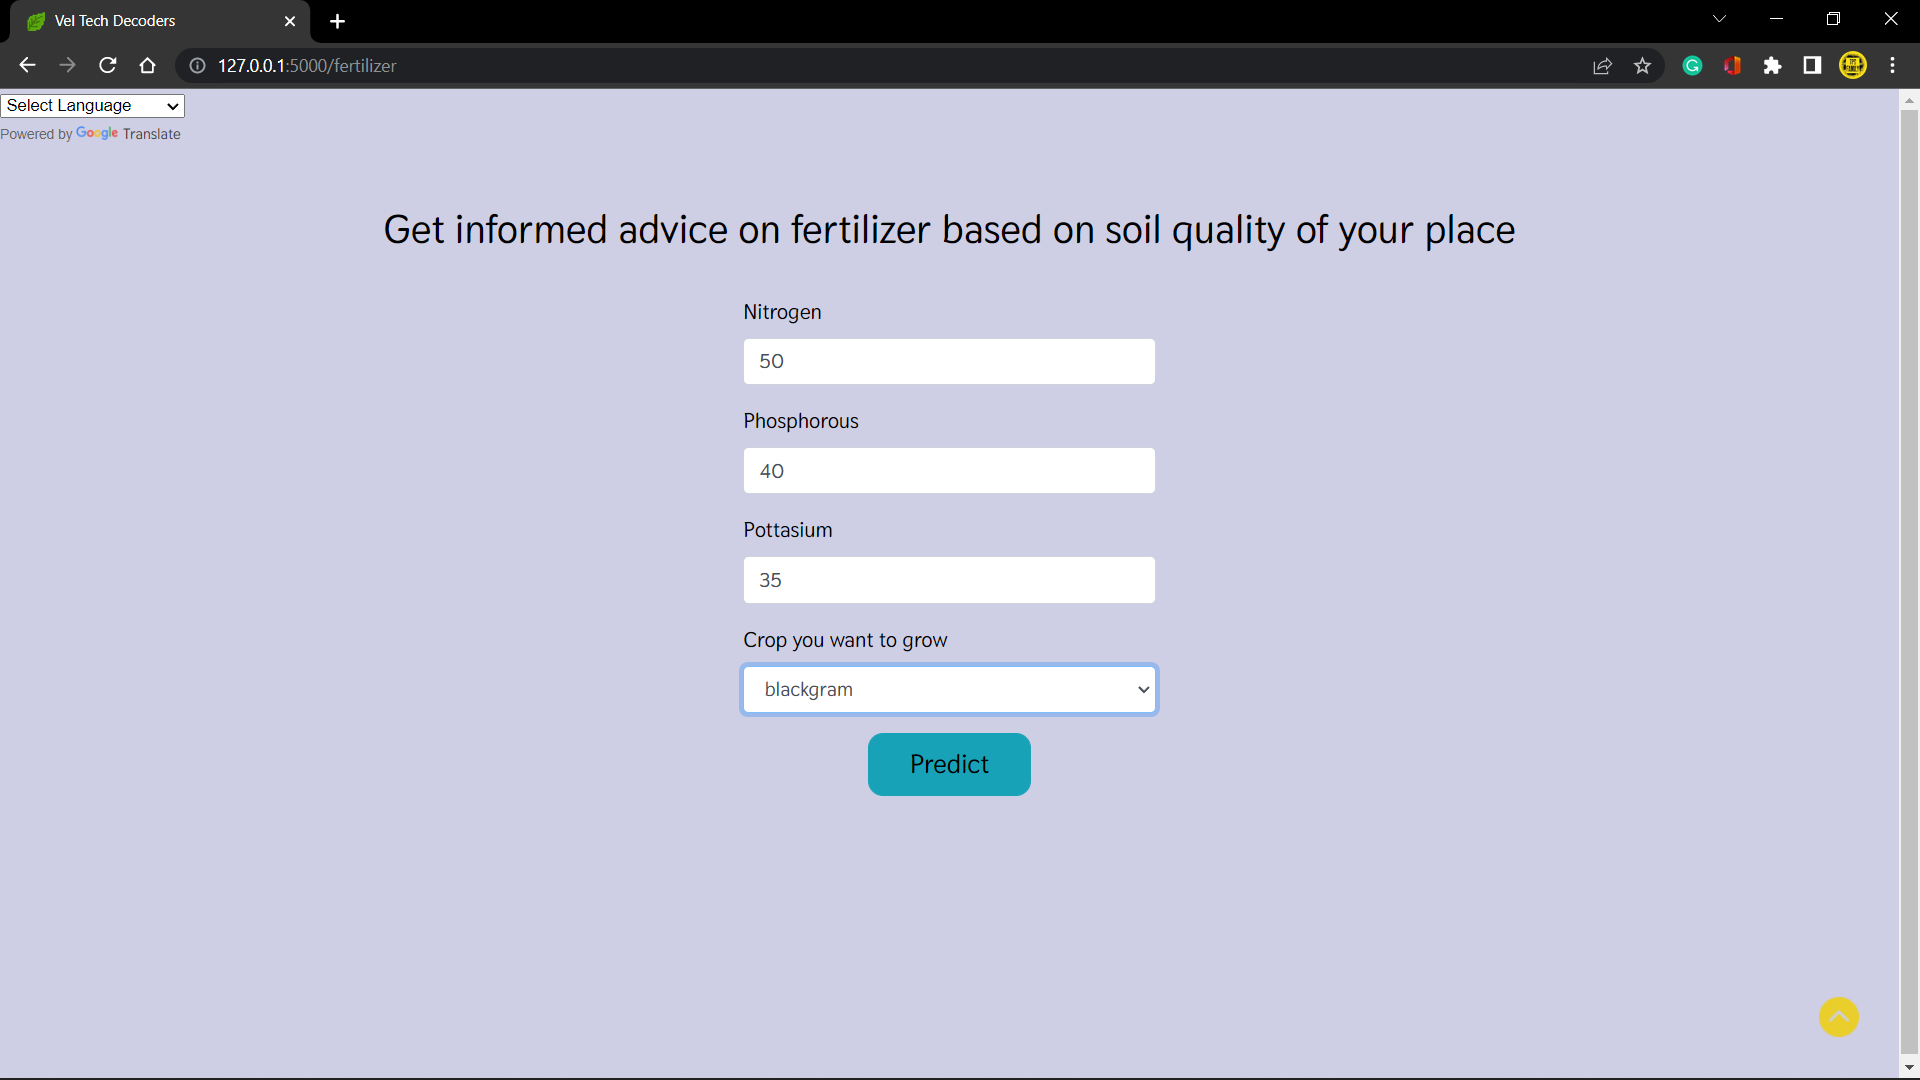 Vel Tech Decoders
127.0.0.1:5000/fertilizer
Select Language
Powered by Google Translate
Get informed advice on fertilizer based on soil quality of your place
Nitrogen
50
Phosphorous
40
Pottasium
35
Crop you want to grow
blackgram
Predict